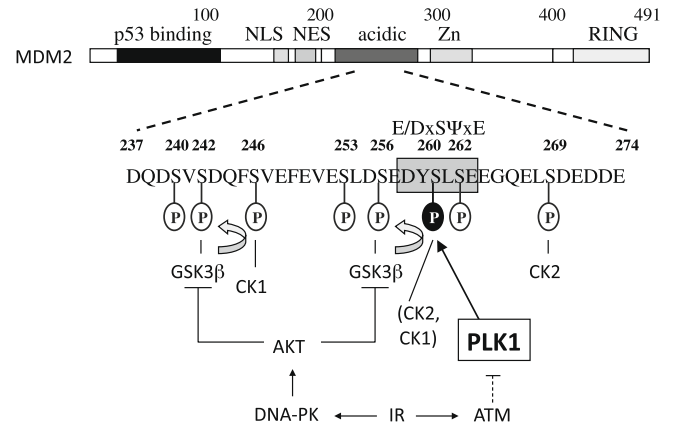 100 200 300 400 491
p53 binding NLS NES acidic Zn RING
MDM2
E/DxSΨxE
237 240 242 246 253 256 260 262 269 274
DQDSVSDQFSVEFEVESLDSEDYSLSEEGQELSDEDDE
P P P P P P P P
GSK3β CK1 GSK3β CK2
(CK2,
CK1)
PLK1
AKT
DNA-PK IR ATM